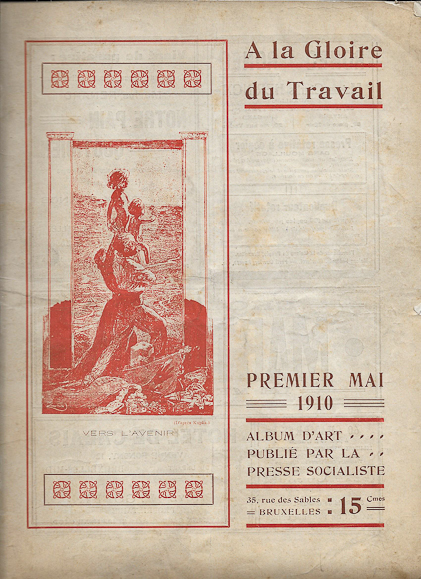 A la Gloire
du Travail
VERS L'AVENIR
PREMIER MAI
1910
ALBUM D'ART ....
PUBLIÉ PAR LA ..
PRESSE SOCIALISTE
35, rue des Sables
BRUXELLES : 15 Cmes